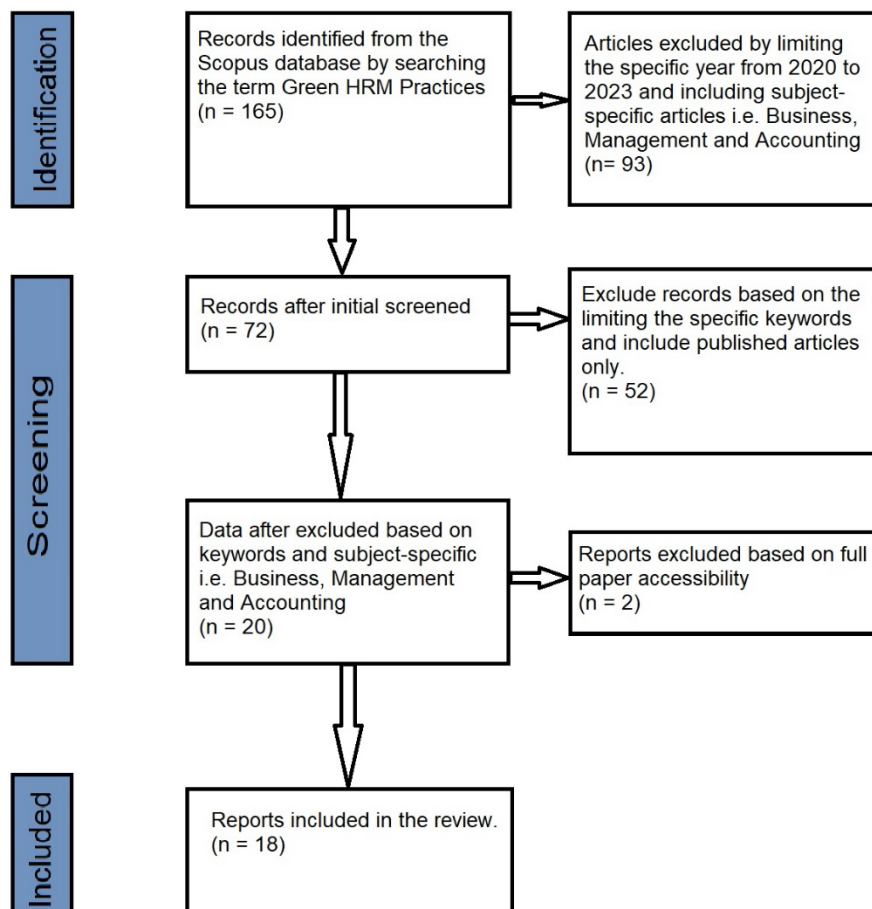 Identification
Records identified from the
Scopus database by searching
the term Green HRM Practices
(n = 165)
Articles excluded by limiting
the specific year from 2020 to
2023 and including subject-
specific articles i.e. Business,
Management and Accounting
(n= 93)
Screening
Records after initial screened
(n = 72)
Exclude records based on the
limiting the specific keywords
and include published articles
only.
(n = 52)
Data after excluded based on
keywords and subject-specific
i.e. Business, Management
and Accounting
(n = 20)
Reports excluded based on full
paper accessibility
(n = 2)
Included
Reports included in the review.
(n = 18)